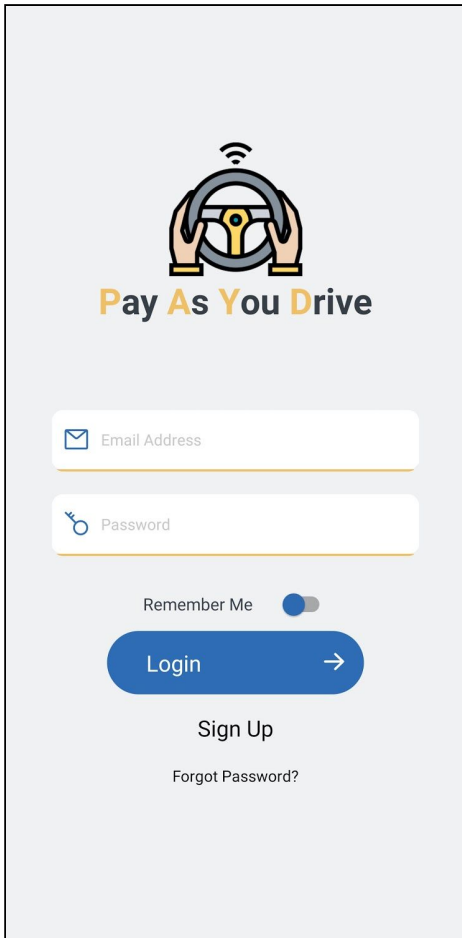 Pay As You Drive
Email Address
Password
Remember Me
Login
Sign Up
Forgot Password?